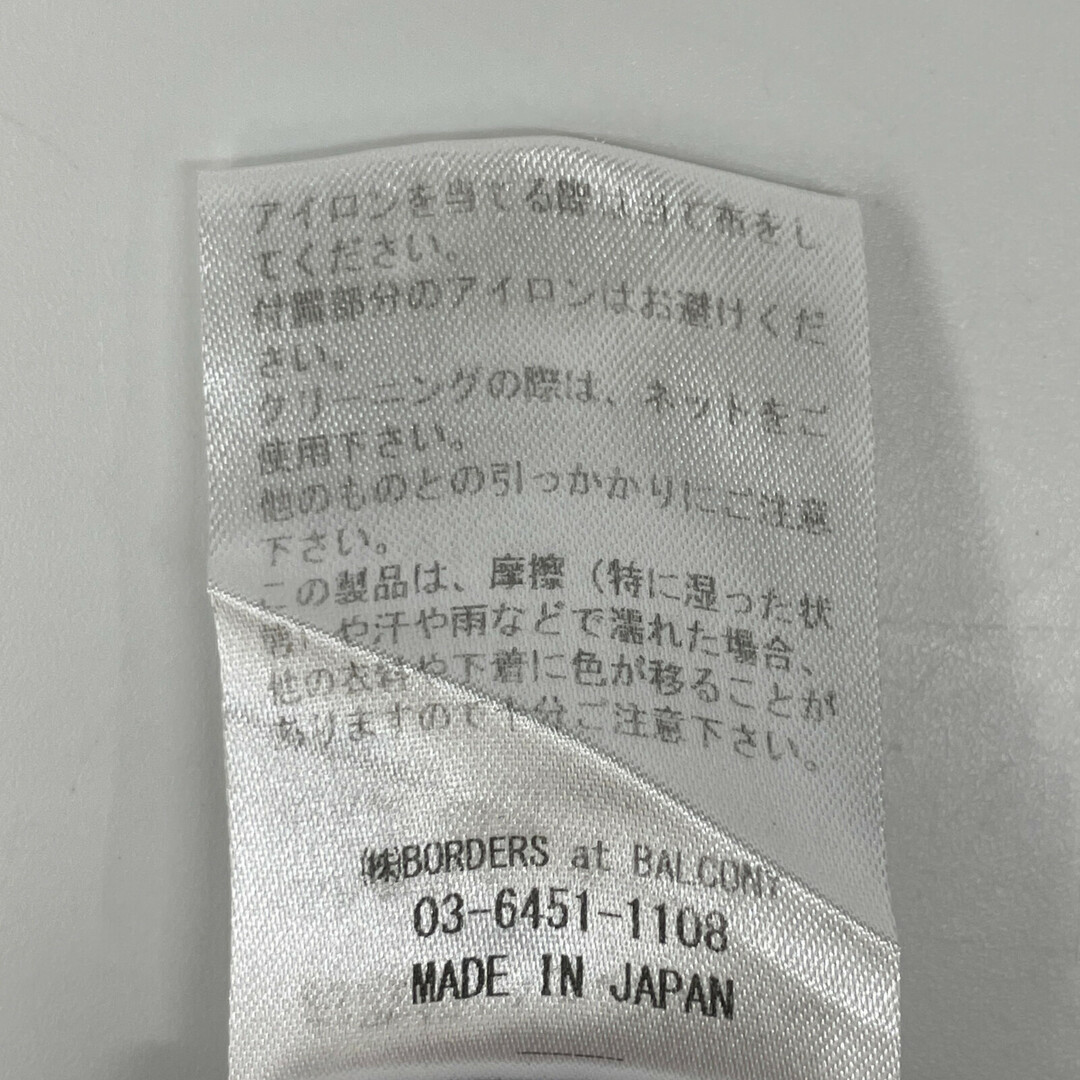 アイロンを当てる際は当て布をし
てください。
付属部分のアイロンはお避けくだ
さい。
クリーニングの際は、ネットをご
使用下さい。
他のものとの引っかかりにご注意
下さい。
この製品は、摩擦（特に湿った状
態）や汗や雨などで濡れた場合、
他の衣料や下着に色が移ることが
ありますので十分ご注意下さい。
㈱BORDERS at BALCONY
03-6451-1108
MADE IN JAPAN